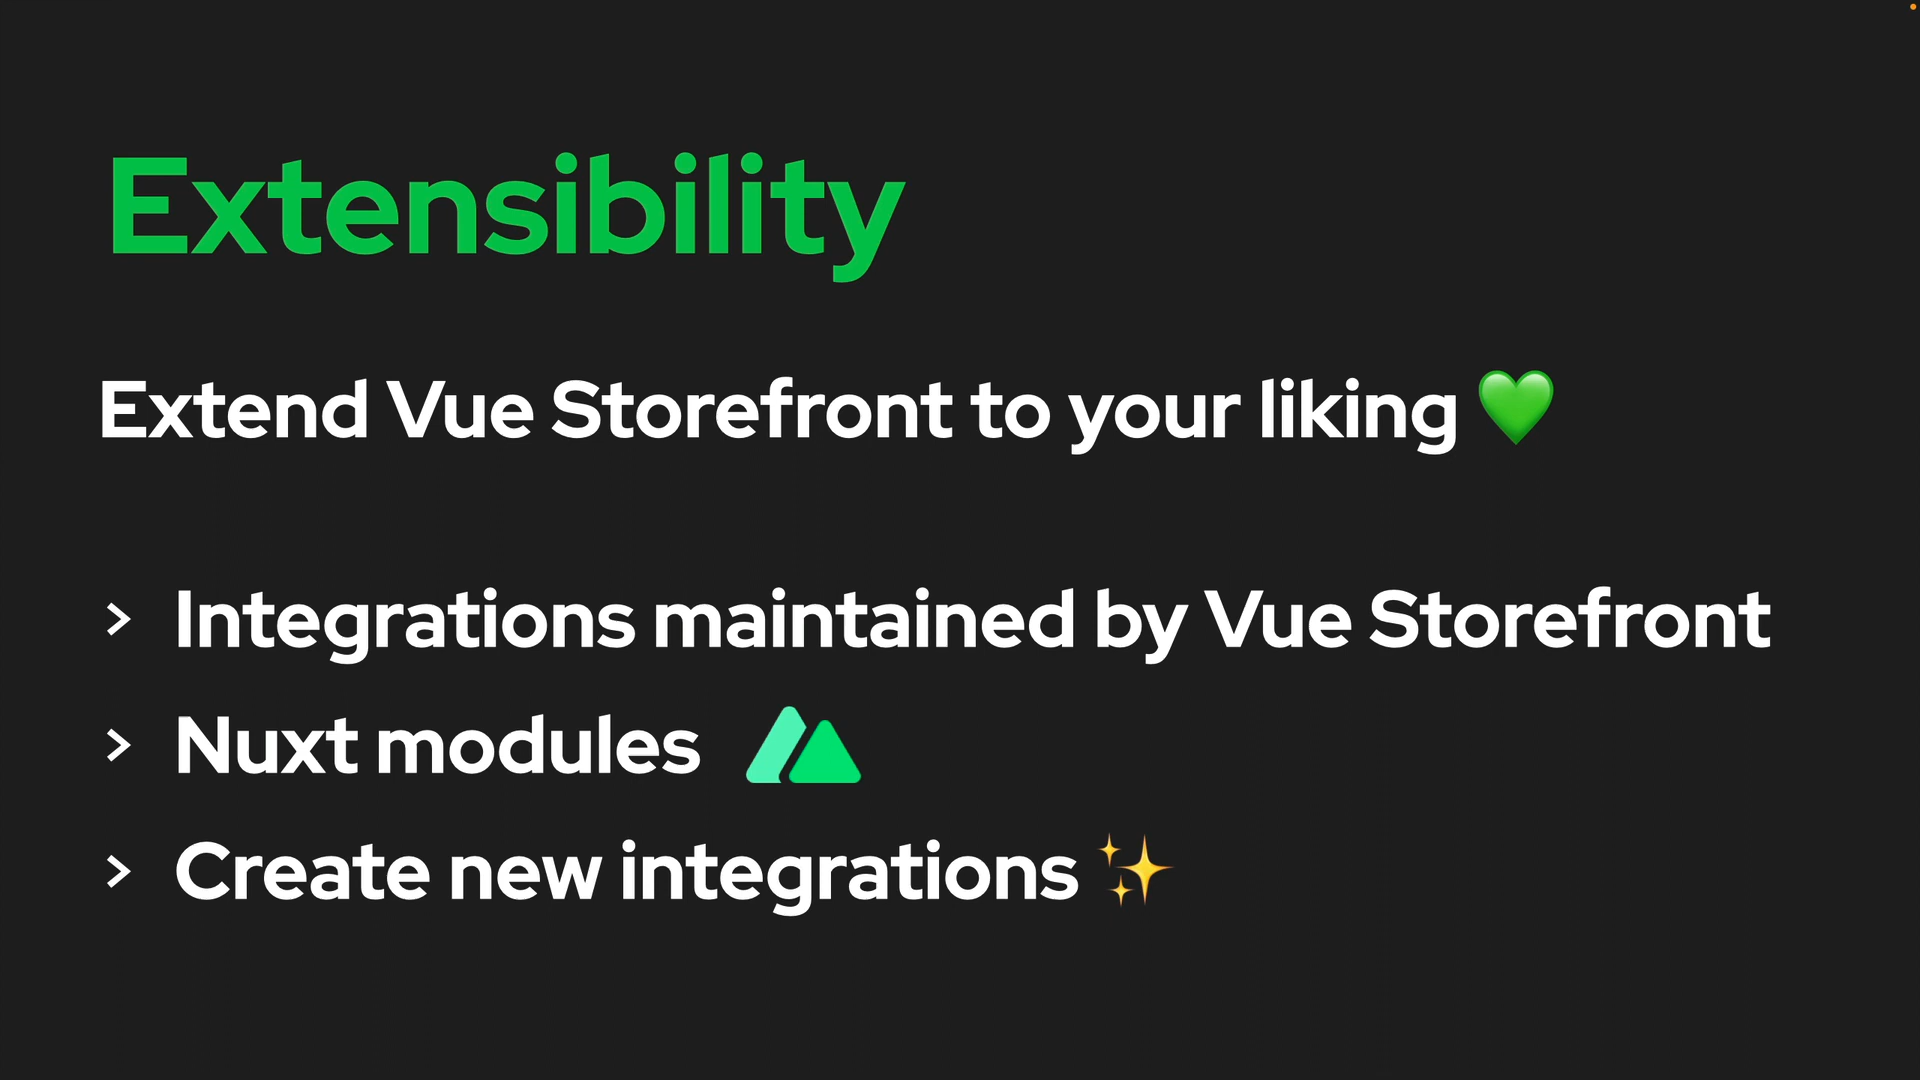 Extensibility
Extend Vue Storefront to your liking 💚
> Integrations maintained by Vue Storefront
> Nuxt modules
> Create new integrations ✨